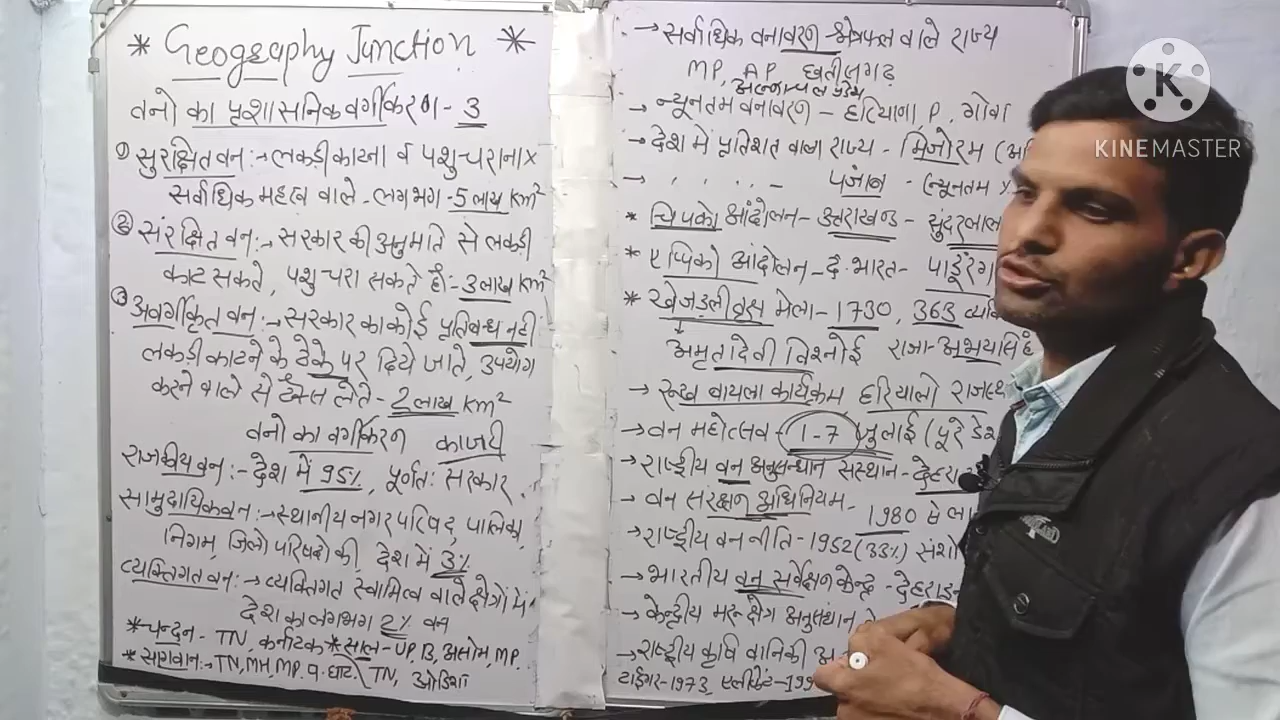 * Geography Junction *
वनो का प्रशासनिक वर्गीकरण - 3
① सुरक्षित वन :→ लकड़ी काटना व पशुचराना x
सर्वाधिक महत्व वाले - लगभग - 5 लाख Km²
② संरक्षित वन :→ सरकार की अनुमति से लकड़ी
काट सकते, पशु चरा सकते है :- 3 लाख Km²
③ अवर्गीकृत वन :→ सरकार का कोई प्रतिबन्ध नही
लकड़ी काटने के ठेके पर दिये जाते, उपयोग
करने वाले से टैक्स लेते - 2 लाख Km²
वनो का वर्गीकरण
राजकीय वन :- देश में 95%, पूर्णतः सरकार
सामुदायिक वन :→ स्थानीय नगर परिषद, पालिका,
निगम, जिला परिषदो की देश में 3%
व्यक्तिगत वन :→ व्यक्तिगत स्वामित्व वाले क्षेत्रो में
देश का लगभग 2% वन
* चन्दन - TN, कर्नाटक * साल - UP, B, असोम, MP.
* सागवान :→ TN, MH, MP. प. घाट. TN, ओडिशा
→ सर्वाधिक वनावरण क्षेत्रफल वाले राज्य
MP, AP छतीसगढ़
अरुणाचल प्रदेश
→ न्यूनतम वनावरण - हरियाणा P, गोवा
→ देश में प्रतिशत वाला राज्य - मिजोरम
→ " " - पंजाब - (न्यूनतम
* चिपको आंदोलन - उत्तराखण्ड - सुंदरलाल
* एप्पिको आंदोलन - द. भारत - पांडुरंग
* खेजड़ली वृक्ष मेला - 1730, 363
अमृतादेवी विश्नोई राजा - अभयसिंह
→ रूख वायला कार्यक्रम हरियालो
→ वन महोत्सव - 1-7 जुलाई (पूरे देश
→ राष्ट्रीय वन अनुसन्धान संस्थान -
→ वन संरक्षण अधिनियम - 1980 से
→ राष्ट्रीय वन नीति - 1952 (33%)
→ भारतीय वन सर्वेक्षण केन्द्र - देहरादून
→ केन्द्रीय मरू क्षेत्र अनुसंधान
→ राष्ट्रीय कृषि वानिकी
टाईगर - 1973,
K
KINEMASTER